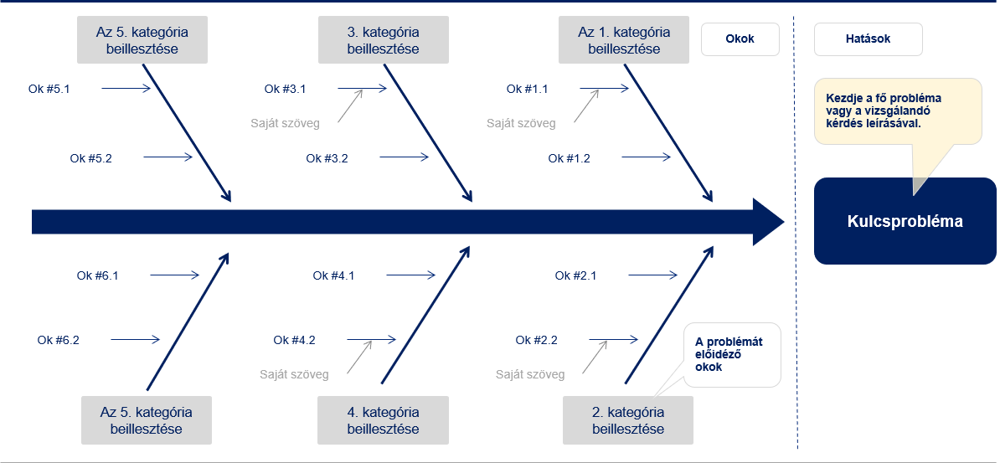 Az 5. kategória
beillesztése
3. kategória
beillesztése
Az 1. kategória
beillesztése
Okok
Hatások
Ok #5.1
Ok #3.1
Ok #1.1
Saját szöveg
Saját szöveg
Ok #5.2
Ok #3.2
Ok #1.2
Kezdje a fő probléma
vagy a vizsgálandó
kérdés leírásával.
Kulcsprobléma
Ok #6.1
Ok #4.1
Ok #2.1
Ok #6.2
Ok #4.2
Ok #2.2
Saját szöveg
Saját szöveg
A problémát
előidéző
okok
Az 5. kategória
beillesztése
4. kategória
beillesztése
2. kategória
beillesztése